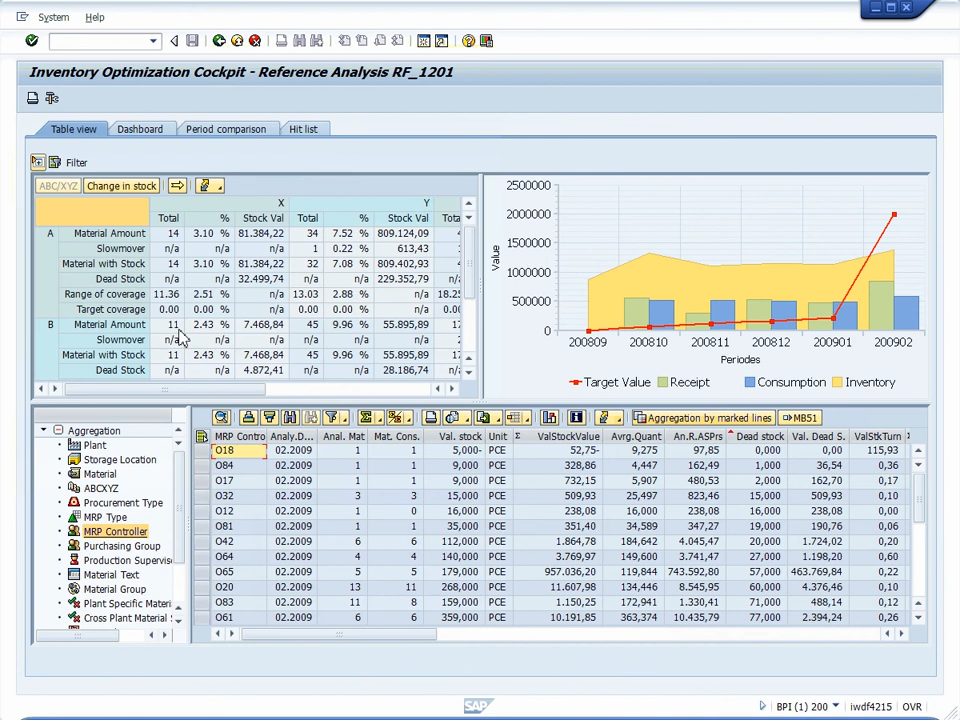 System Help
Inventory Optimization Cockpit - Reference Analysis RF_1201
Table view Dashboard Period comparison Hit list
Filter
ABC/XYZ Change in stock
X Y
Total % Stock Val Total % Stock Val Tota
A Material Amount 14 3.10 % 81.384,22 34 7.52 % 809.124,09
Slowmover n/a n/a n/a 1 0.22 % 613,43
Material with Stock 14 3.10 % 81.384,22 32 7.08 % 809.402,93
Dead Stock n/a n/a 32.499,74 n/a n/a 229.352,79 n/a
Range of coverage 11.36 2.51 % n/a 13.03 2.88 % n/a 18.25
Target coverage 0.00 0.00 % n/a 0.00 0.00 % n/a 0.00
B Material Amount 11 2.43 % 7.468,84 45 9.96 % 55.895,89 17
Slowmover n/a n/a n/a n/a n/a n/a 2
Material with Stock 11 2.43 % 7.468,84 45 9.96 % 55.895,89 17
Dead Stock n/a n/a 4.872,41 n/a n/a 28.186,74 n/a
2500000
2000000
1500000
1000000
500000
0
Value
200809 200810 200811 200812 200901 200902
Periodes
Target Value Receipt Consumption Inventory
Aggregation
Plant
Storage Location
Material
ABCXYZ
Procurement Type
MRP Type
MRP Controller
Purchasing Group
Production Supervis
Material Text
Material Group
Plant Specific Materi
Cross Plant Material
Aggregation by marked lines MB51
MRP Contro Analy.D... Anal. Mat Mat. Cons. Val. stock Unit Σ ValStockValue Avrg.Quant An.R.ASPrs Dead stock Val. Dead S. ValStkTurn
O18 02.2009 1 1 5,000- PCE 52,75- 9,275 97,85 0,000 0,00 115,93
O84 02.2009 1 1 9,000 PCE 328,86 4,447 162,49 1,000 36,54 0,36
O17 02.2009 1 1 9,000 PCE 732,15 5,907 480,53 2,000 162,70 0,17
O32 02.2009 3 3 15,000 PCE 509,93 25,497 823,46 15,000 509,93 0,10
O12 02.2009 1 0 16,000 PCE 238,08 16,000 238,08 16,000 238,08 0,00
O81 02.2009 1 1 35,000 PCE 351,40 34,589 347,27 19,000 190,76 0,06
O42 02.2009 6 6 112,000 PCE 1.864,78 184,642 4.045,47 20,000 1.724,02 0,20
O64 02.2009 4 4 140,000 PCE 3.769,97 149,600 3.741,47 27,000 1.198,20 0,60
O65 02.2009 5 5 179,000 PCE 957.036,20 119,844 743.592,80 57,000 463.769,84 0,22
O20 02.2009 13 11 268,000 PCE 11.607,98 126,434 8.545,95 60,000 4.376,46 0,10
O83 02.2009 11 8 159,000 PCE 1.150,25 172,941 1.330,41 71,000 488,14 0,12
O61 02.2009 6 6 359,000 PCE 10.191,85 363,374 10.435,79 77,000 2.394,24 0,26
SAP
BPI (1) 200 iwdf4215 OVR